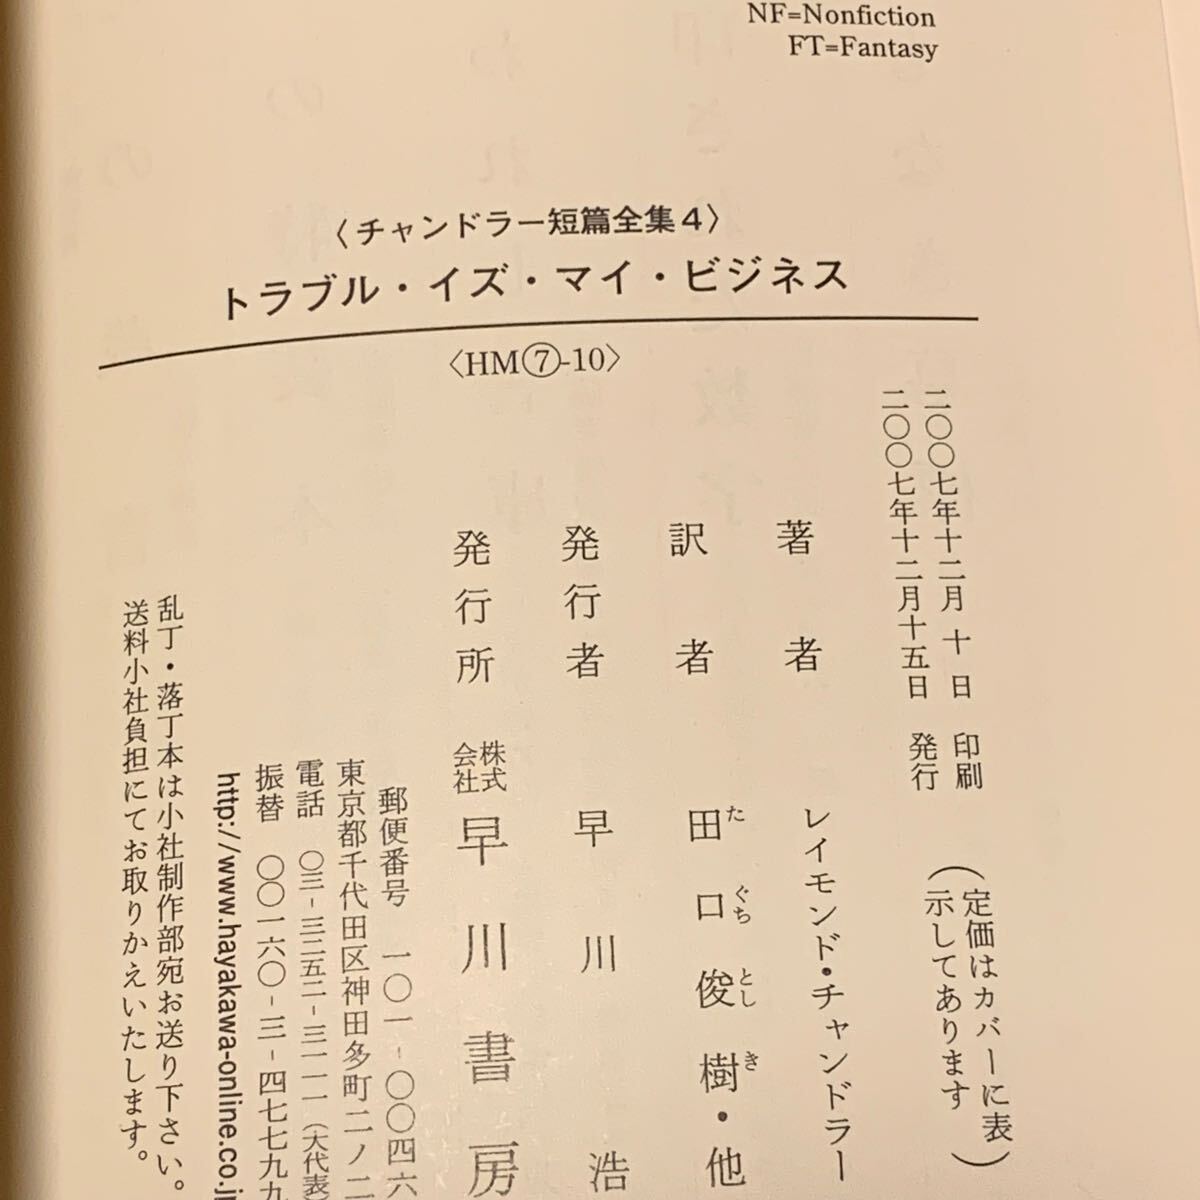 NF=Nonfiction
FT=Fantasy
〈チャンドラー短篇全集4〉
トラブル・イズ・マイ・ビジネス
〈HM⑦-10〉
二〇〇七年十二月 十 日 印刷
二〇〇七年十二月十五日 発行
(定価はカバーに表
示してあります)
著者 レイモンド・チャンドラー
訳者 田口俊樹・他
た ぐち とし き
発行者 早川 浩
発行所 株式会社 早川書房
郵便番号 一〇一-〇〇四六
東京都千代田区神田多町二ノ二
電話 〇三-三二五二-三一一一(大代表
振替 〇〇一六〇-三-四七七九九
http://www.hayakawa-online.co.j
乱丁・落丁本は小社制作部宛お送り下さい。
送料小社負担にてお取りかえいたします。